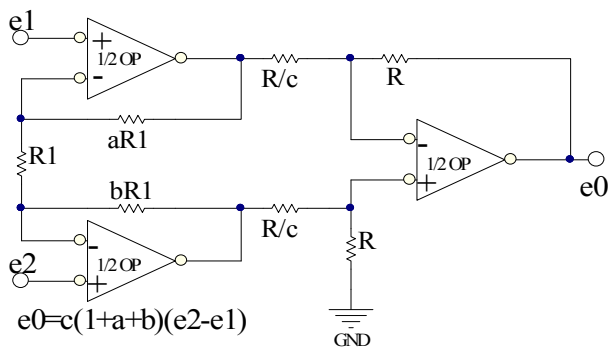 e1
+
1/2 OP
-
R/c
R
aR1
R1
-
1/2 OP
+
e0
bR1
R/c
-
1/2 OP
+
R
e2
e0=c(1+a+b)(e2-e1)
GND